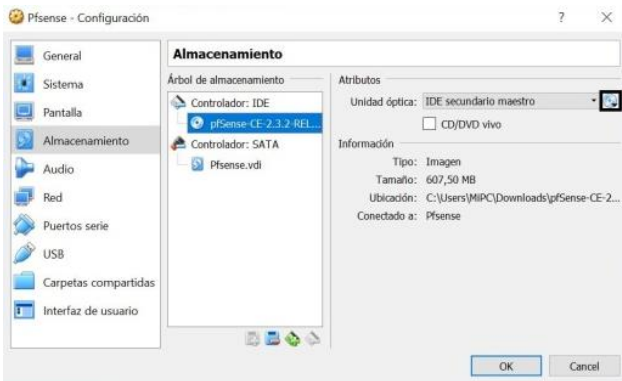 Pfsense - Configuración
? ×
General
Sistema
Pantalla
Almacenamiento
Audio
Red
Puertos serie
USB
Carpetas compartidas
Interfaz de usuario
Almacenamiento
Árbol de almacenamiento
Controlador: IDE
pfSense-CE-2.3.2-REL...
Controlador: SATA
Pfsense.vdi
Atributos
Unidad óptica: IDE secundario maestro
CD/DVD vivo
Información
Tipo: Imagen
Tamaño: 607,50 MB
Ubicación: C:\Users\MiPC\Downloads\pfSense-CE-2...
Conectado a: Pfsense
OK Cancel